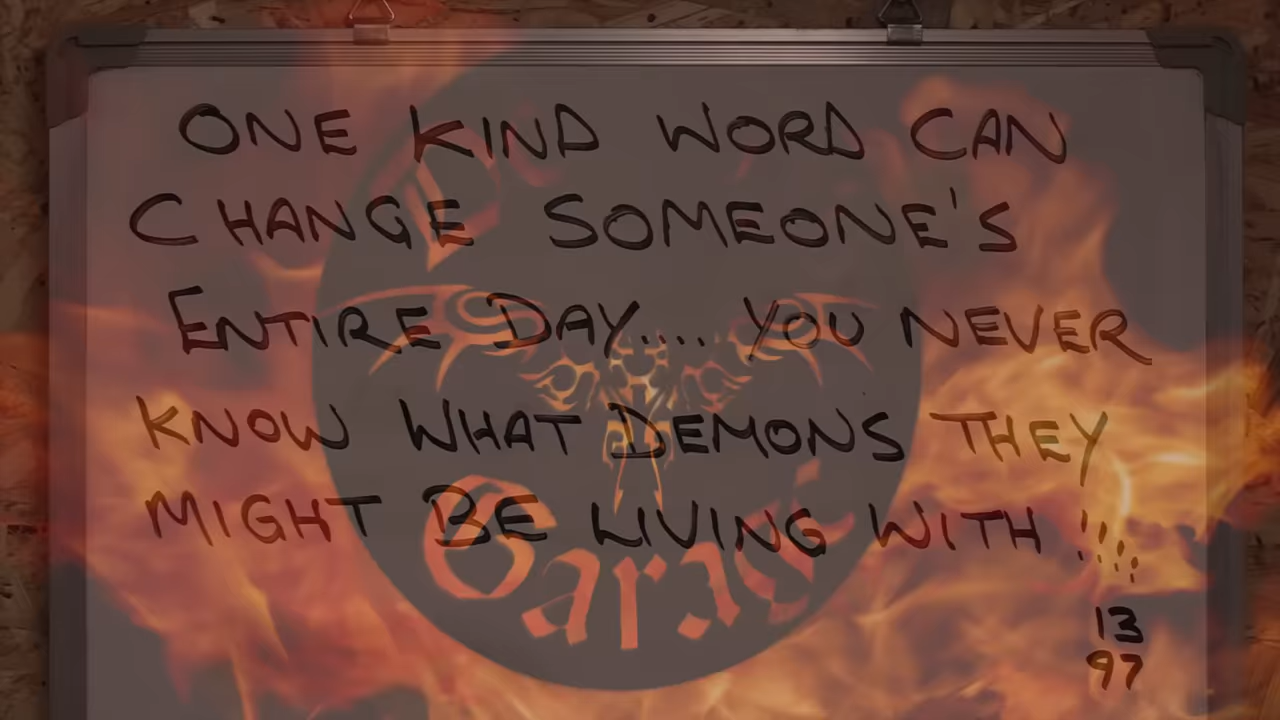 ONE KIND WORD CAN
CHANGE SOMEONE'S
ENTIRE DAY.... YOU NEVER
KNOW WHAT DEMONS THEY
MIGHT BE LIVING WITH !!!
13
97